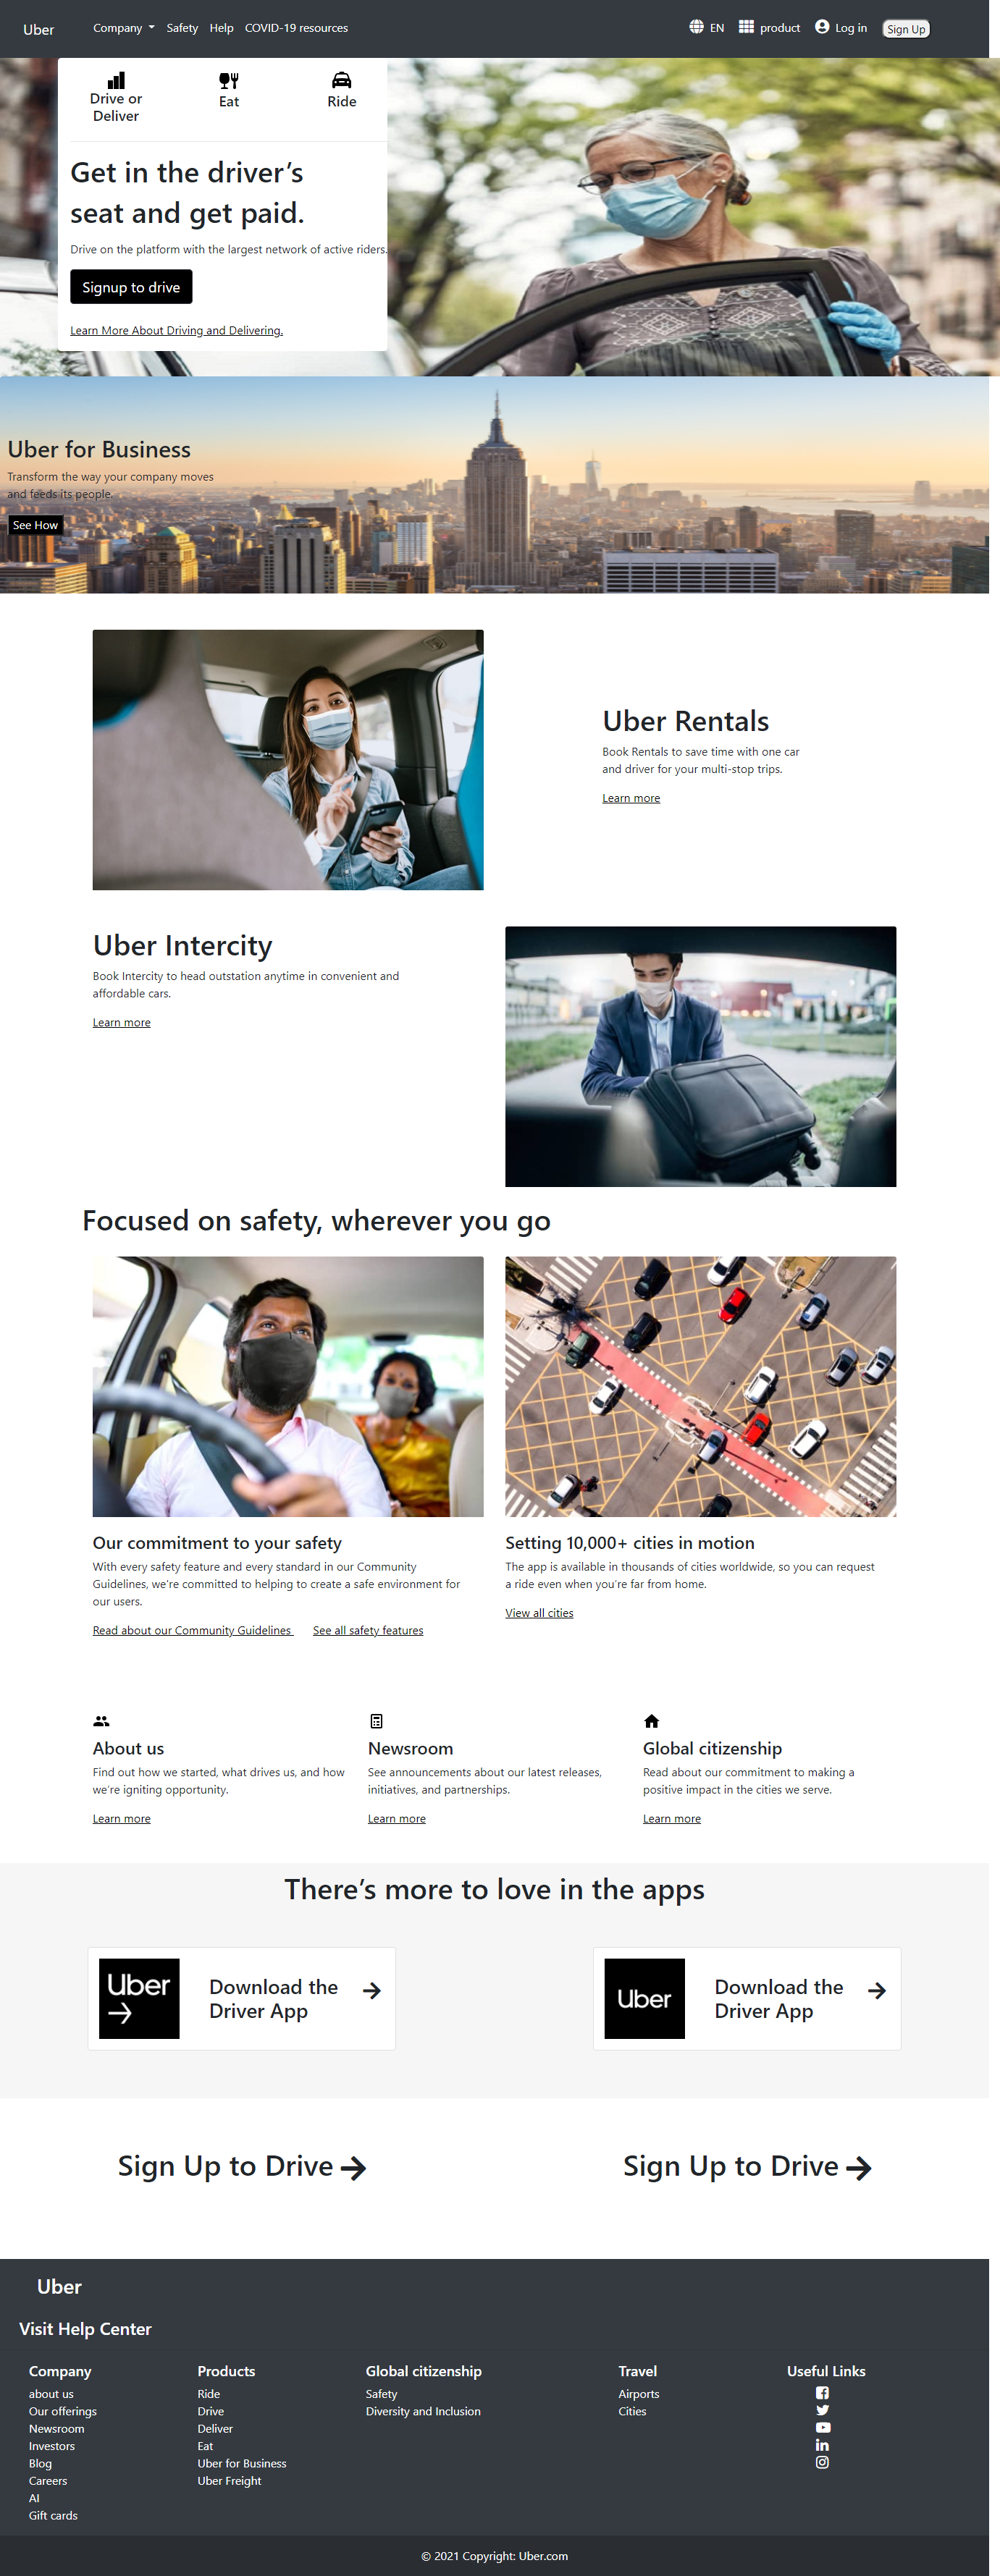 Uber
Company
Safety
Help
COVID-19 resources
EN
product
Log in
Sign Up
Drive or
Deliver
Eat
Ride
Get in the driver’s
seat and get paid.
Drive on the platform with the largest network of active riders.
Signup to drive
Learn More About Driving and Delivering.
Uber for Business
Transform the way your company moves
and feeds its people.
See How
Uber Rentals
Book Rentals to save time with one car
and driver for your multi-stop trips.
Learn more
Uber Intercity
Book Intercity to head outstation anytime in convenient and
affordable cars.
Learn more
Focused on safety, wherever you go
Our commitment to your safety
With every safety feature and every standard in our Community
Guidelines, we're committed to helping to create a safe environment for
our users.
Read about our Community Guidelines
See all safety features
Setting 10,000+ cities in motion
The app is available in thousands of cities worldwide, so you can request
a ride even when you’re far from home.
View all cities
About us
Find out how we started, what drives us, and how
we’re igniting opportunity.
Learn more
Newsroom
See announcements about our latest releases,
initiatives, and partnerships.
Learn more
Global citizenship
Read about our commitment to making a
positive impact in the cities we serve.
Learn more
There’s more to love in the apps
Uber
Download the
Driver App
Uber
Download the
Driver App
Sign Up to Drive
Sign Up to Drive
Uber
Visit Help Center
Company
about us
Our offerings
Newsroom
Investors
Blog
Careers
AI
Gift cards
Products
Ride
Drive
Deliver
Eat
Uber for Business
Uber Freight
Global citizenship
Safety
Diversity and Inclusion
Travel
Airports
Cities
Useful Links
© 2021 Copyright: Uber.com